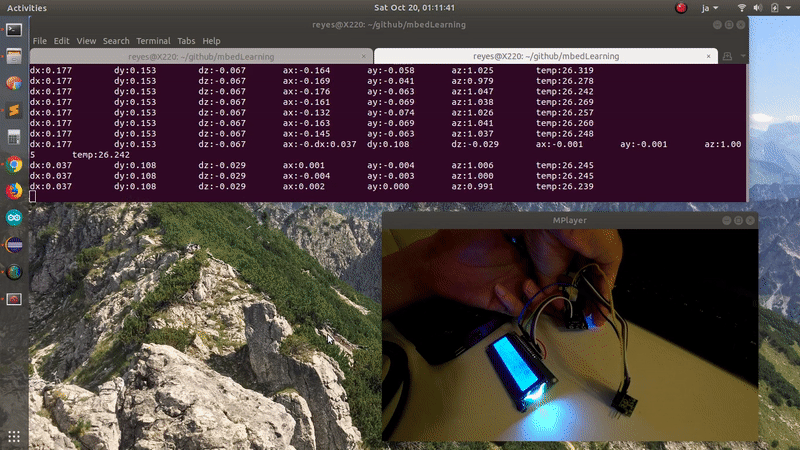 Activities
Sat Oct 20, 01:11:41
ja
reyes@X220: ~/github/mbedLearning
File Edit View Search Terminal Tabs Help
reyes@X220: ~/github/mbedLearning
reyes@X220: ~/github/mbedLearning
dx:0.177 dy:0.153 dz:-0.067 ax:-0.164 ay:-0.058 az:1.025 temp:26.319
dx:0.177 dy:0.153 dz:-0.067 ax:-0.169 ay:-0.041 az:0.979 temp:26.278
dx:0.177 dy:0.153 dz:-0.067 ax:-0.176 ay:-0.063 az:1.047 temp:26.242
dx:0.177 dy:0.153 dz:-0.067 ax:-0.161 ay:-0.069 az:1.038 temp:26.269
dx:0.177 dy:0.153 dz:-0.067 ax:-0.132 ay:-0.074 az:1.026 temp:26.257
dx:0.177 dy:0.153 dz:-0.067 ax:-0.163 ay:-0.069 az:1.041 temp:26.260
dx:0.177 dy:0.153 dz:-0.067 ax:-0.145 ay:-0.063 az:1.037 temp:26.248
dx:0.177 dy:0.153 dz:-0.067 ax:-0.dx:0.037 dy:0.108 dz:-0.029 ax:-0.001 ay:-0.001 az:1.00
5 temp:26.242
dx:0.037 dy:0.108 dz:-0.029 ax:0.001 ay:-0.004 az:1.006 temp:26.245
dx:0.037 dy:0.108 dz:-0.029 ax:-0.004 ay:-0.003 az:1.000 temp:26.245
dx:0.037 dy:0.108 dz:-0.029 ax:0.002 ay:0.000 az:0.991 temp:26.239
MPlayer